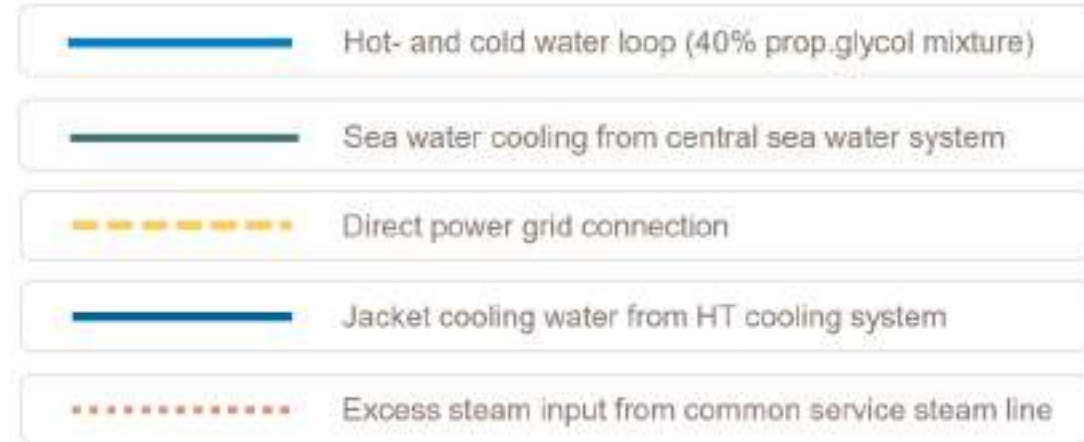 Hot- and cold water loop (40% prop.glycol mixture)
Sea water cooling from central sea water system
Direct power grid connection
Jacket cooling water from HT cooling system
Excess steam input from common service steam line